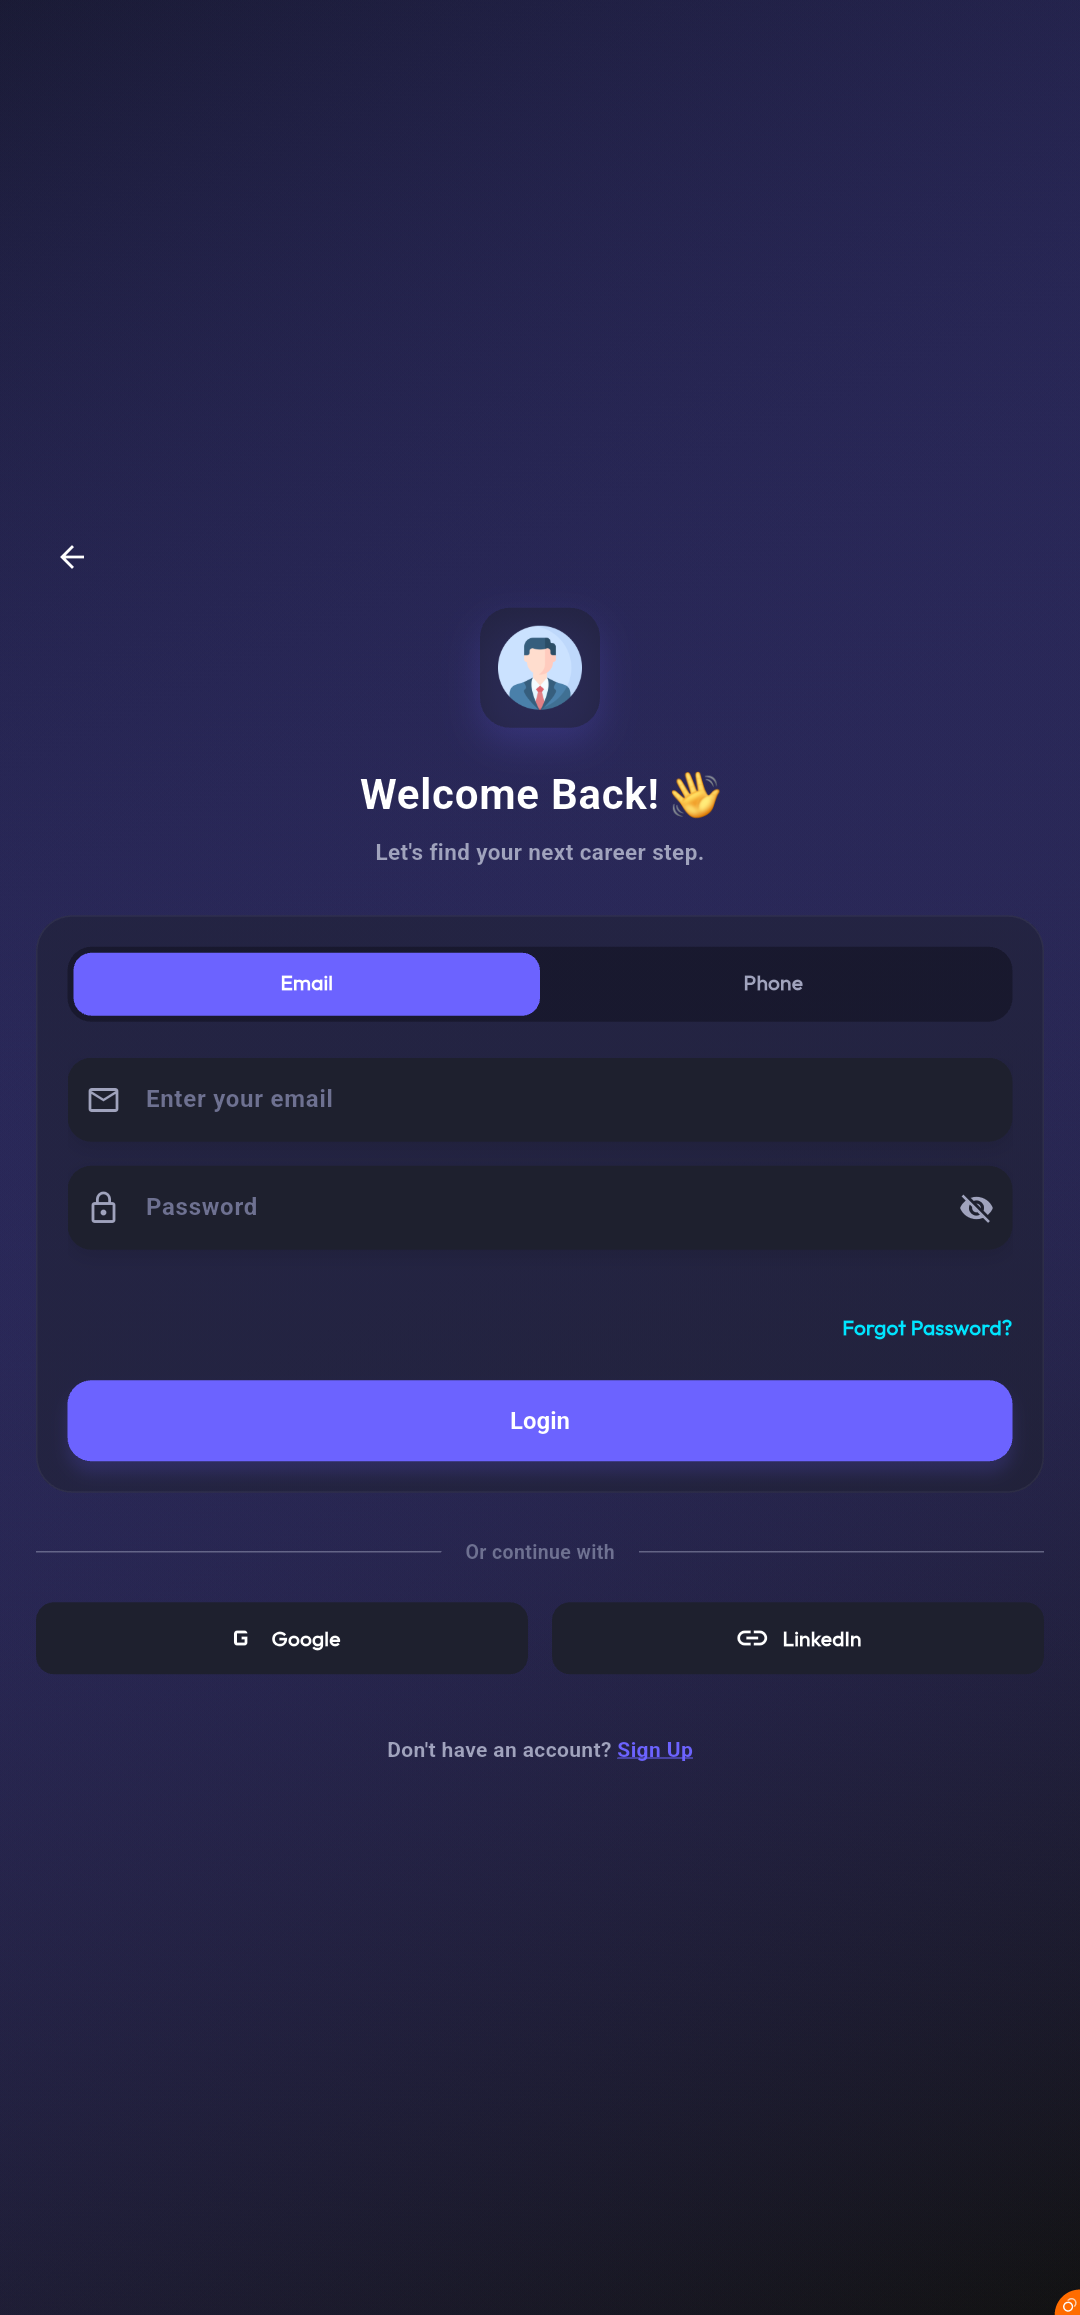 Welcome Back! 👋
Let's find your next career step.
Email
Phone
Enter your email
Password
Forgot Password?
Login
Or continue with
G Google
LinkedIn
Don't have an account? Sign Up